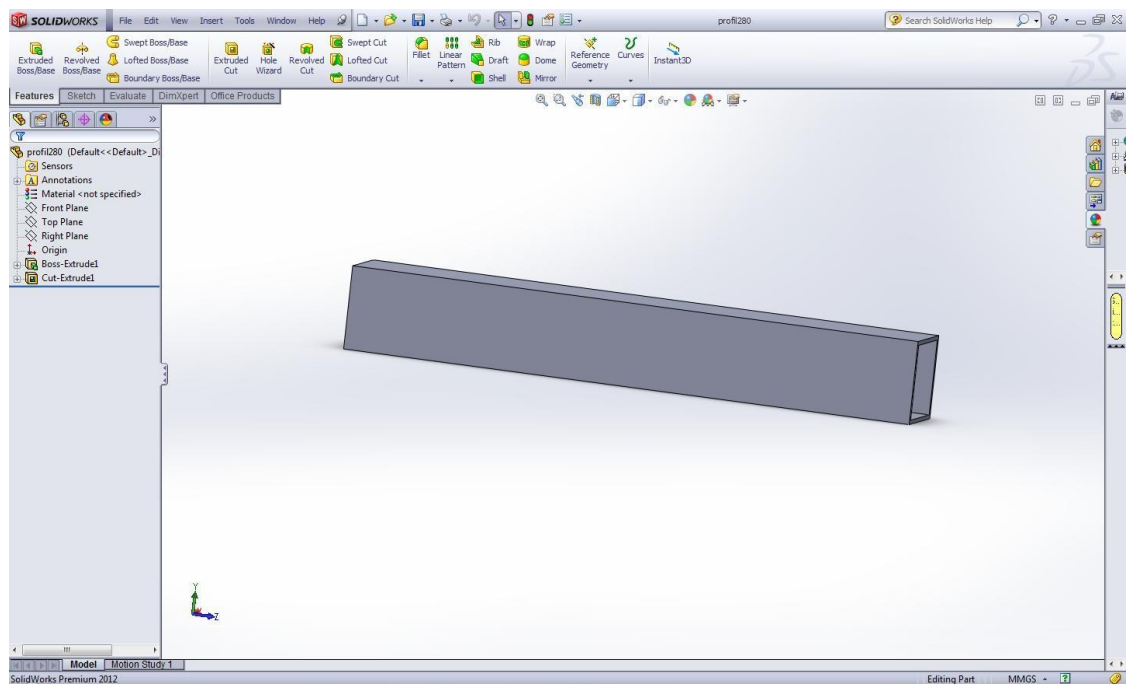 SOLIDWORKS File Edit View Insert Tools Window Help profil280 Search SolidWorks Help
Extruded Boss/Base
Revolved Boss/Base
Swept Boss/Base
Lofted Boss/Base
Boundary Boss/Base
Extruded Cut
Hole Wizard
Revolved Cut
Swept Cut
Lofted Cut
Boundary Cut
Fillet
Linear Pattern
Rib
Draft
Shell
Wrap
Dome
Mirror
Reference Geometry
Curves
Instant3D
Features Sketch Evaluate DimXpert Office Products
profil280 (Default<<Default>_Di
Sensors
Annotations
Material <not specified>
Front Plane
Top Plane
Right Plane
Origin
Boss-Extrude1
Cut-Extrude1
Y
Z
Model Motion Study 1
SolidWorks Premium 2012 Editing Part MMGS